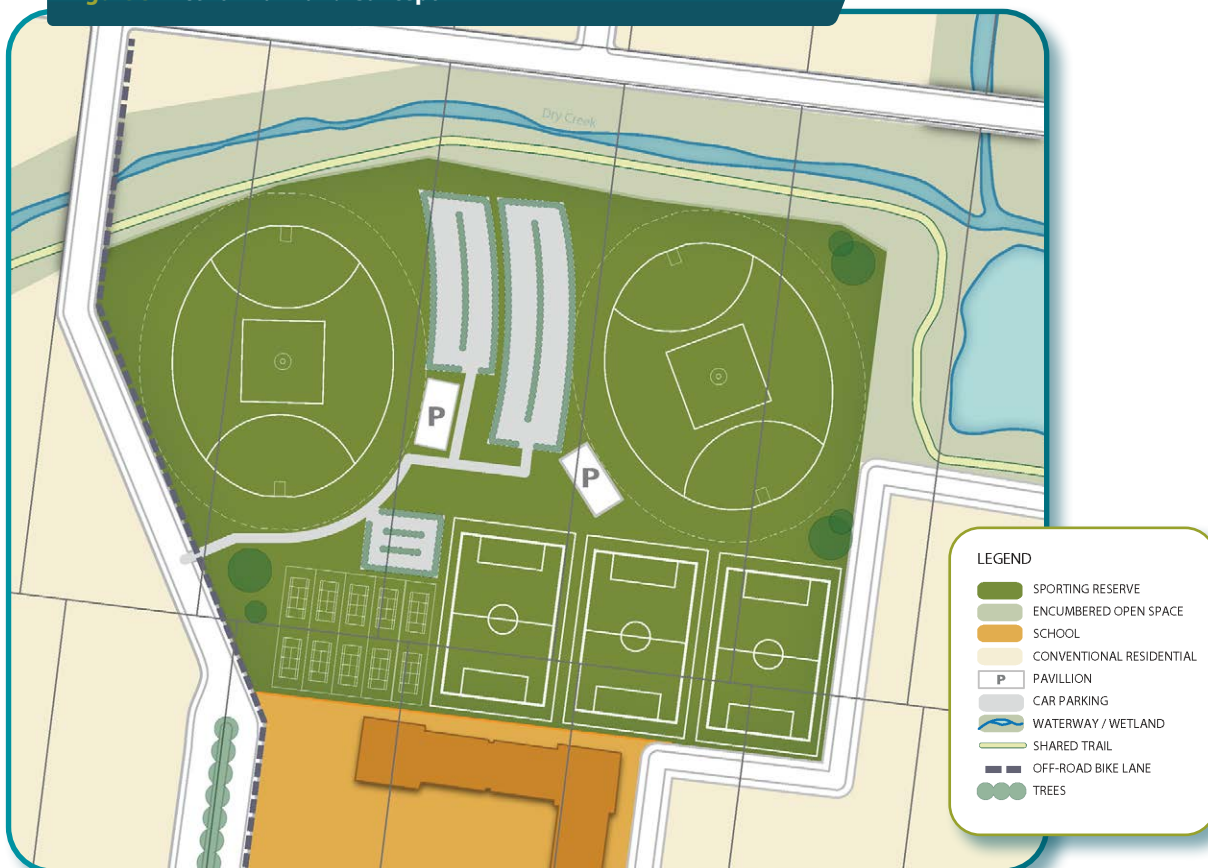 Dry Creek
P
P
LEGEND
SPORTING RESERVE
ENCUMBERED OPEN SPACE
SCHOOL
CONVENTIONAL RESIDENTIAL
P PAVILLION
CAR PARKING
WATERWAY / WETLAND
SHARED TRAIL
OFF-ROAD BIKE LANE
TREES